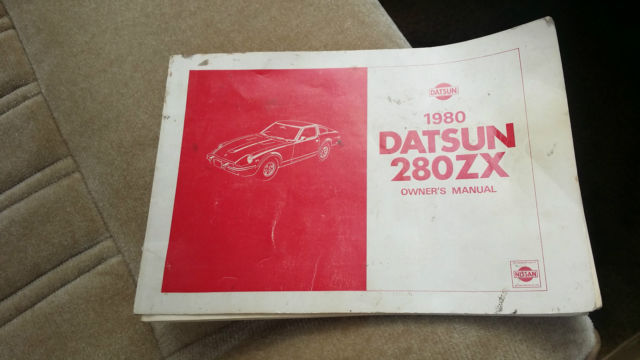 DATSUN
1980
DATSUN
280ZX
OWNER'S MANUAL
NISSAN